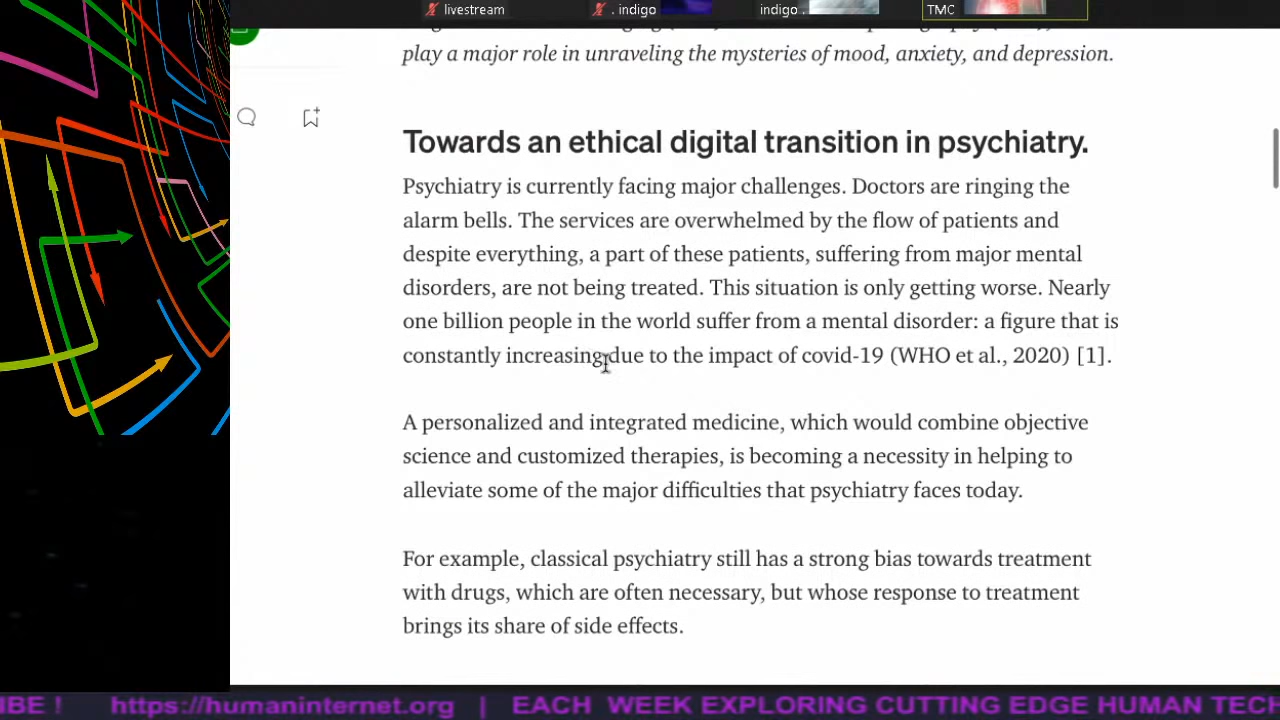 livestream
. indigo
indigo .
TMC
play a major role in unraveling the mysteries of mood, anxiety, and depression.
Towards an ethical digital transition in psychiatry.
Psychiatry is currently facing major challenges. Doctors are ringing the
alarm bells. The services are overwhelmed by the flow of patients and
despite everything, a part of these patients, suffering from major mental
disorders, are not being treated. This situation is only getting worse. Nearly
one billion people in the world suffer from a mental disorder: a figure that is
constantly increasing due to the impact of covid-19 (WHO et al., 2020) [1].
A personalized and integrated medicine, which would combine objective
science and customized therapies, is becoming a necessity in helping to
alleviate some of the major difficulties that psychiatry faces today.
For example, classical psychiatry still has a strong bias towards treatment
with drugs, which are often necessary, but whose response to treatment
brings its share of side effects.
IBE ! https://humaninternet.org | EACH WEEK EXPLORING CUTTING EDGE HUMAN TECH